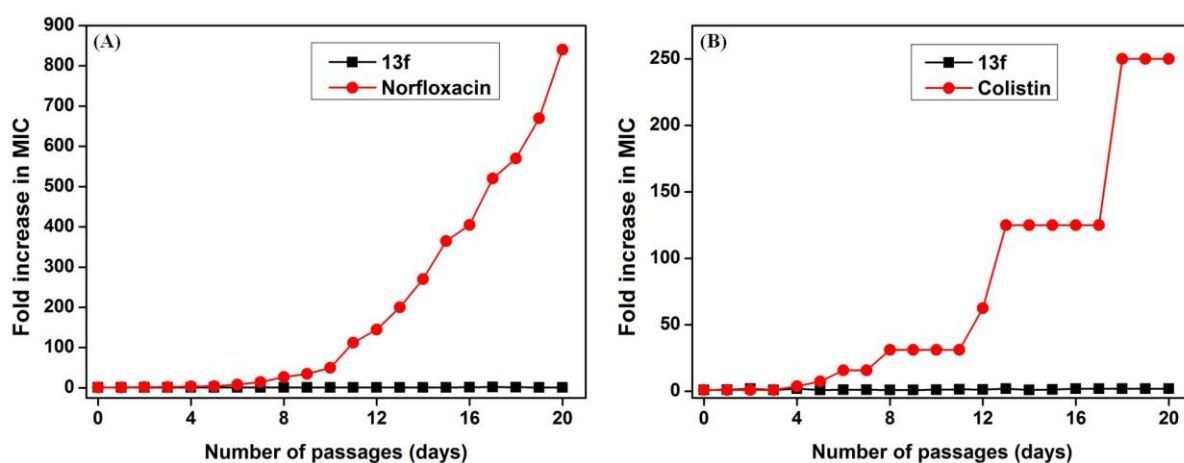 (A)
13f
Norfloxacin
Fold increase in MIC
900
800
700
600
500
400
300
200
100
0
0 4 8 12 16 20
Number of passages (days)
(B)
13f
Colistin
Fold increase in MIC
250
200
150
100
50
0
0 4 8 12 16 20
Number of passages (days)